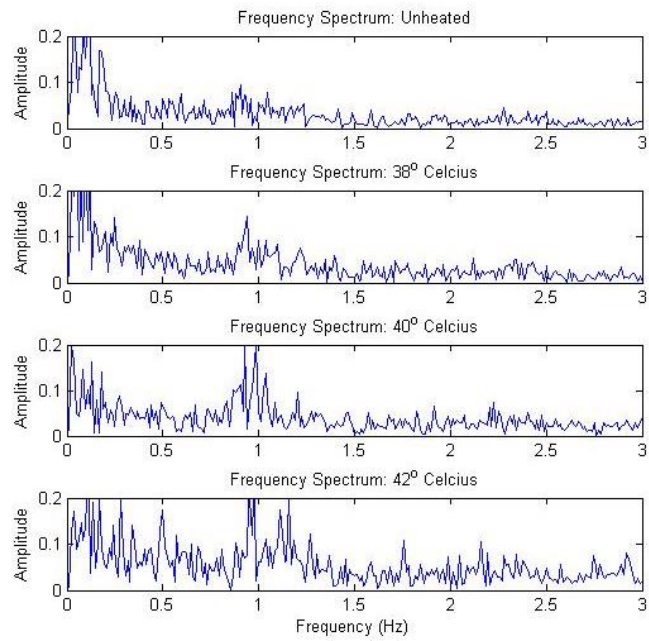 Frequency Spectrum: Unheated
0.2
0.1
0
Amplitude
0 0.5 1 1.5 2 2.5 3
Frequency Spectrum: 38o Celcius
0.2
0.1
0
Amplitude
0 0.5 1 1.5 2 2.5 3
Frequency Spectrum: 40o Celcius
0.2
0.1
0
Amplitude
0 0.5 1 1.5 2 2.5 3
Frequency Spectrum: 42o Celcius
0.2
0.1
0
Amplitude
0 0.5 1 1.5 2 2.5 3
Frequency (Hz)